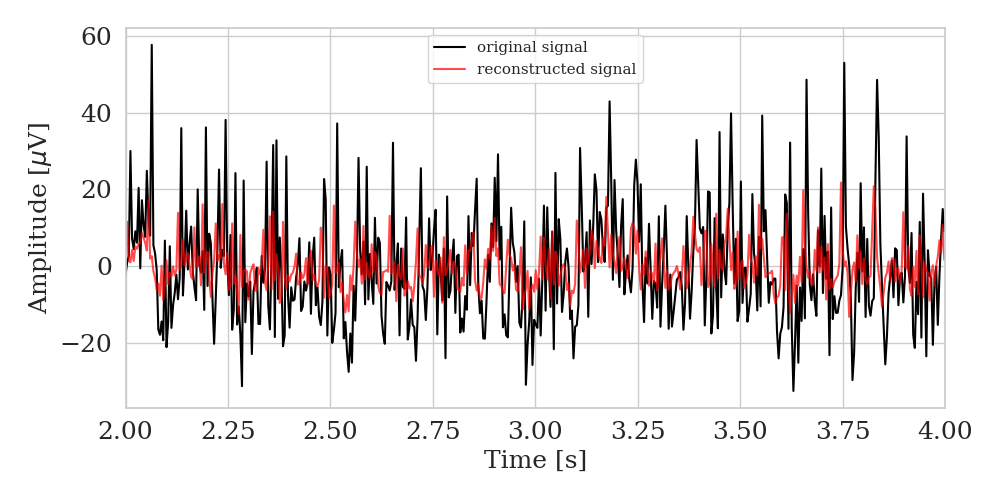 60
40
20
0
−20
Amplitude [μV]
original signal
reconstructed signal
2.00 2.25 2.50 2.75 3.00 3.25 3.50 3.75 4.00
Time [s]